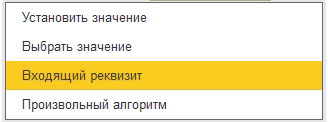 Установить значение
Выбрать значение
Входящий реквизит
Произвольный алгоритм